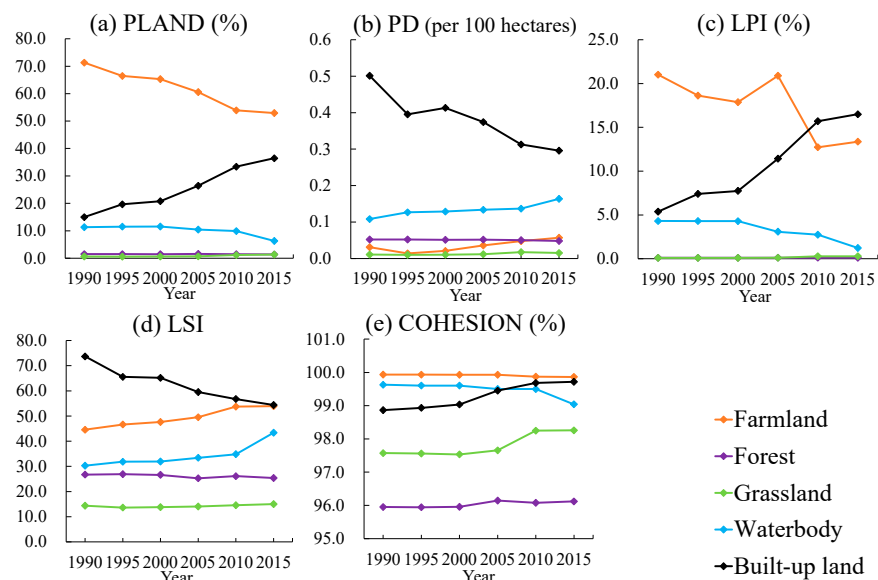 (a) PLAND (%)
80.0
70.0
60.0
50.0
40.0
30.0
20.0
10.0
0.0
1990 1995 2000 2005 2010 2015
Year
(b) PD (per 100 hectares)
0.6
0.5
0.4
0.3
0.2
0.1
0.0
1990 1995 2000 2005 2010 2015
Year
(c) LPI (%)
25.0
20.0
15.0
10.0
5.0
0.0
1990 1995 2000 2005 2010 2015
Year
(d) LSI
80.0
70.0
60.0
50.0
40.0
30.0
20.0
10.0
0.0
1990 1995 2000 2005 2010 2015
Year
(e) COHESION (%)
101.0
100.0
99.0
98.0
97.0
96.0
95.0
1990 1995 2000 2005 2010 2015
Year
Farmland
Forest
Grassland
Waterbody
Built-up land